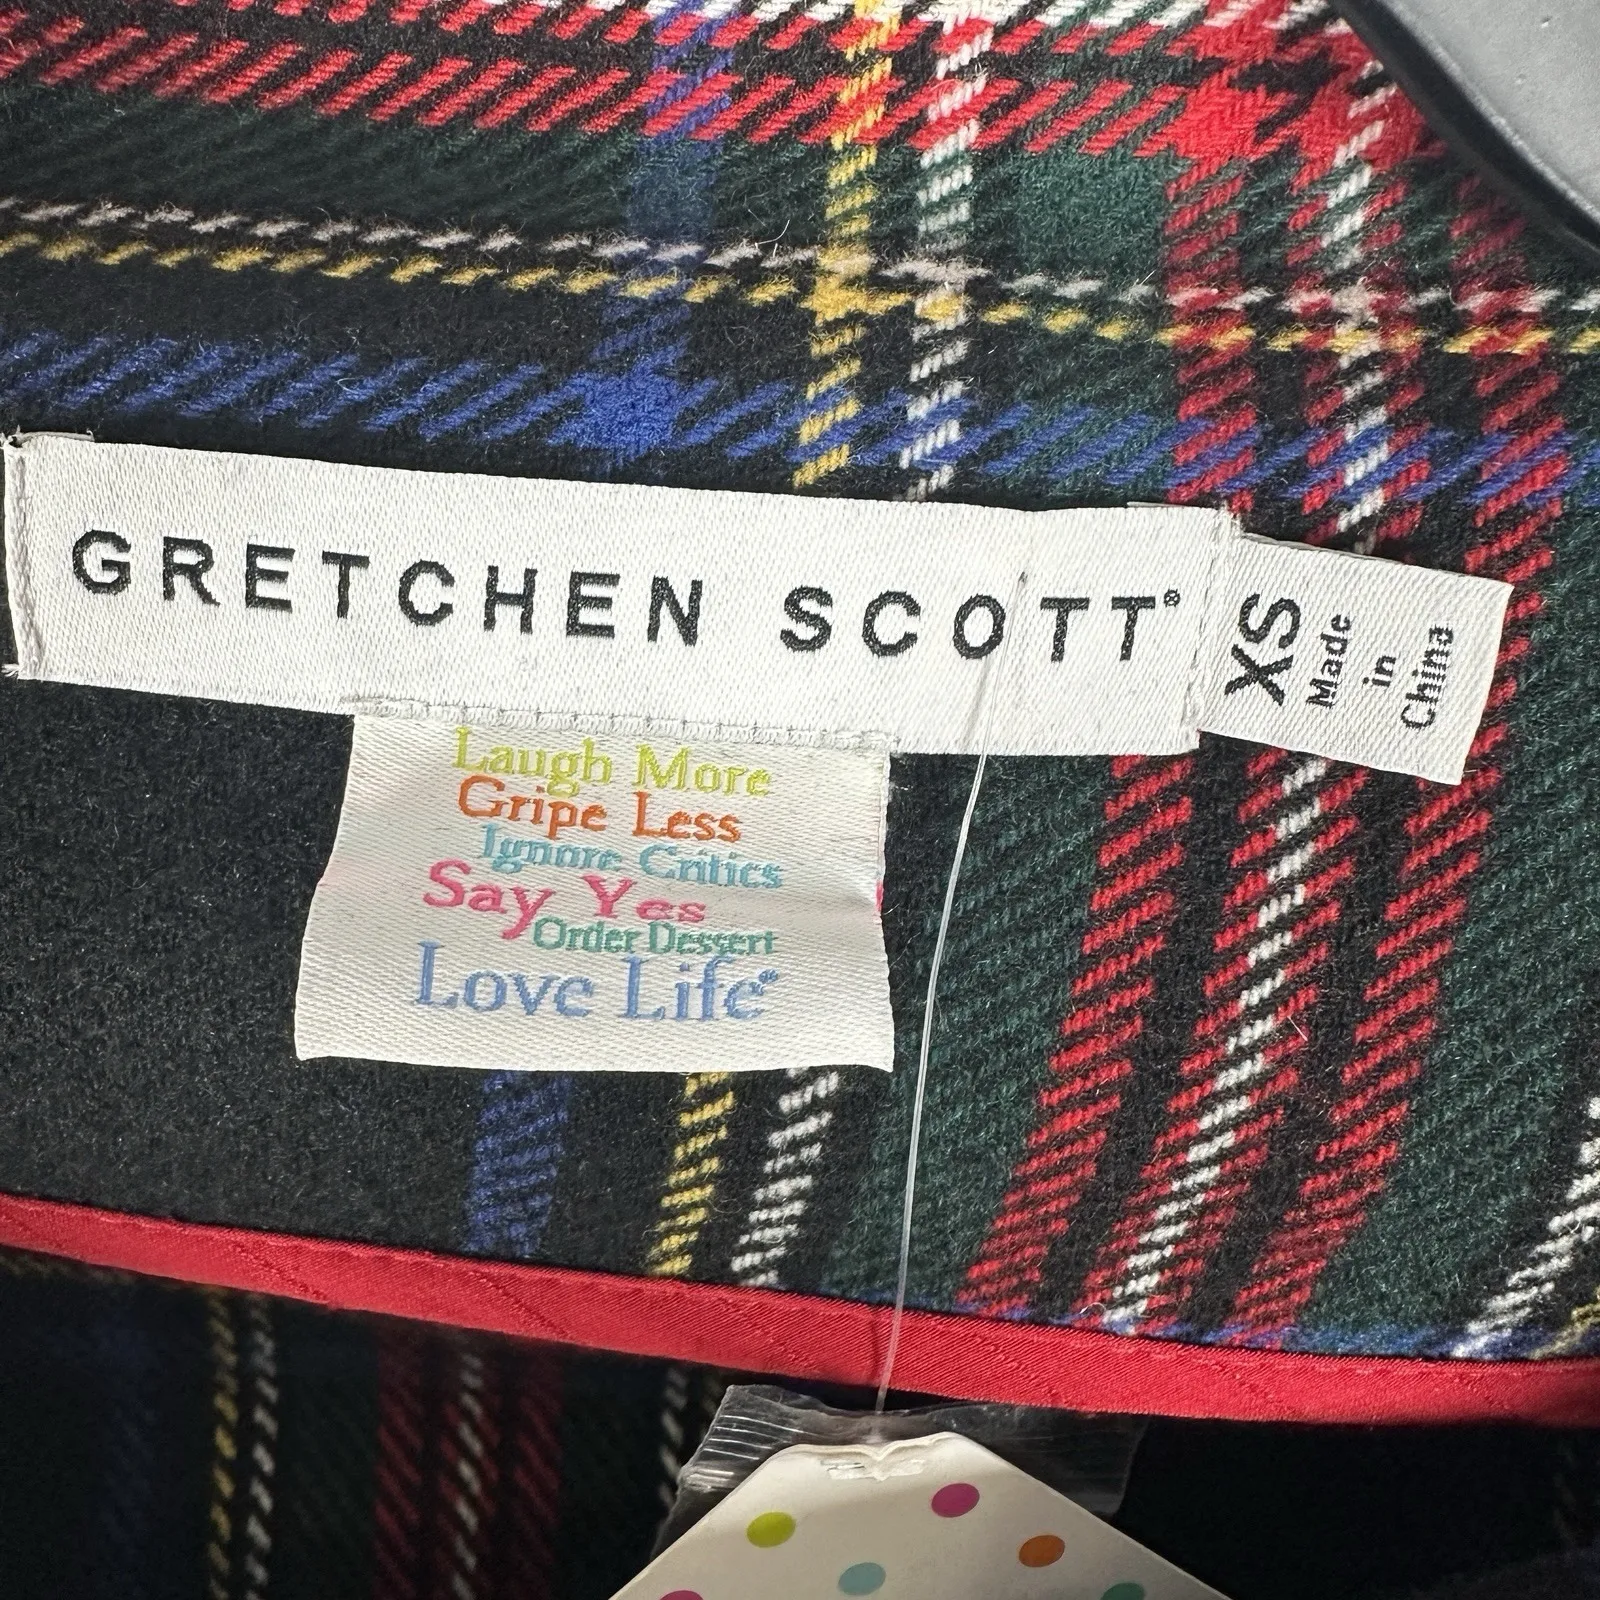 GRETCHEN SCOTT®
XS
Made
in
China
Laugh More
Gripe Less
Ignore Critics
Say Yes
Order Dessert
Love Life®